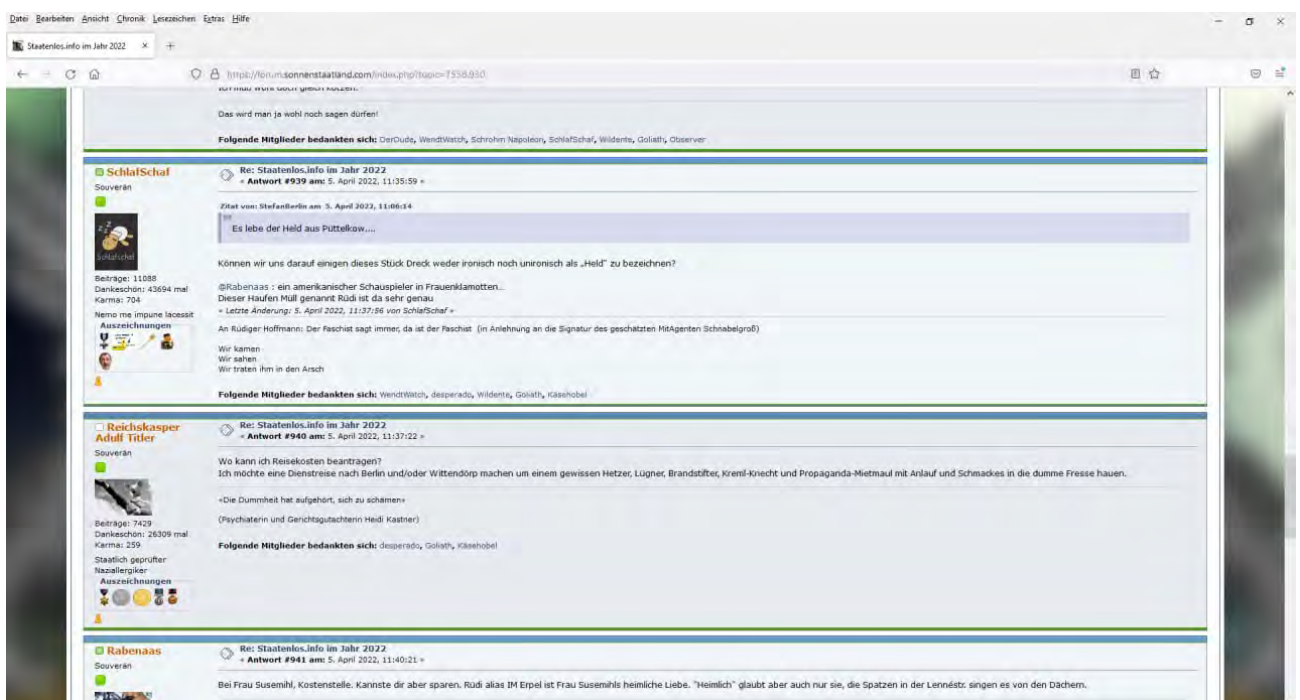 Datei Bearbeiten Ansicht Chronik Lesezeichen Extras Hilfe
Staatenlos.info im Jahr 2022
https://forum.sonnenstaatland.com/index.php?topic=7558.930
Das wird man ja wohl noch sagen dürfen!
Folgende Mitglieder bedankten sich: DerDude, WendtWatch, Schrohm Napoleon, SchlafSchaf, Wildente, Goliath, Observer
SchlafSchaf
Souverän
Schlafschaf
Beiträge: 11088
Dankeschön: 43694 mal
Karma: 704
Nemo me impune lacessit
Auszeichnungen
Re: Staatenlos.info im Jahr 2022
« Antwort #939 am: 5. April 2022, 11:35:59 »
Zitat von: StefanBerlin am 5. April 2022, 11:06:14
Es lebe der Held aus Püttelkow....
Können wir uns darauf einigen dieses Stück Dreck weder ironisch noch unironisch als „Held" zu bezeichnen?
@Rabenaas : ein amerikanischer Schauspieler in Frauenklamotten...
Dieser Haufen Müll genannt Rüdi ist da sehr genau
« Letzte Änderung: 5. April 2022, 11:37:56 von SchlafSchaf »
An Rüdiger Hoffmann: Der Faschist sagt immer, da ist der Faschist (in Anlehnung an die Signatur des geschätzten MitAgenten Schnabelgroß)
Wir kamen
Wir sahen
Wir traten ihm in den Arsch
Folgende Mitglieder bedankten sich: WendtWatch, desperado, Wildente, Goliath, Käsehobel
Reichskasper
Adulf Titler
Souverän
Beiträge: 7429
Dankeschön: 26309 mal
Karma: 259
Staatlich geprüfter
Naziallergiker
Auszeichnungen
Re: Staatenlos.info im Jahr 2022
« Antwort #940 am: 5. April 2022, 11:37:22 »
Wo kann ich Reisekosten beantragen?
Ich möchte eine Dienstreise nach Berlin und/oder Wittendörp machen um einem gewissen Hetzer, Lügner, Brandstifter, Kreml-Knecht und Propaganda-Mietmaul mit Anlauf und Schmackes in die dumme Fresse hauen.
«Die Dummheit hat aufgehört, sich zu schämen»
(Psychiaterin und Gerichtsgutachterin Heidi Kastner)
Folgende Mitglieder bedankten sich: desperado, Goliath, Käsehobel
Rabenaas
Souverän
Re: Staatenlos.info im Jahr 2022
« Antwort #941 am: 5. April 2022, 11:40:21 »
Bei Frau Susemihl, Kostenstelle. Kannste dir aber sparen. Rüdi alias IM Erpel ist Frau Susemihls heimliche Liebe. "Heimlich" glaubt aber auch nur sie, die Spatzen in der Lennéstr. singen es von den Dächern.